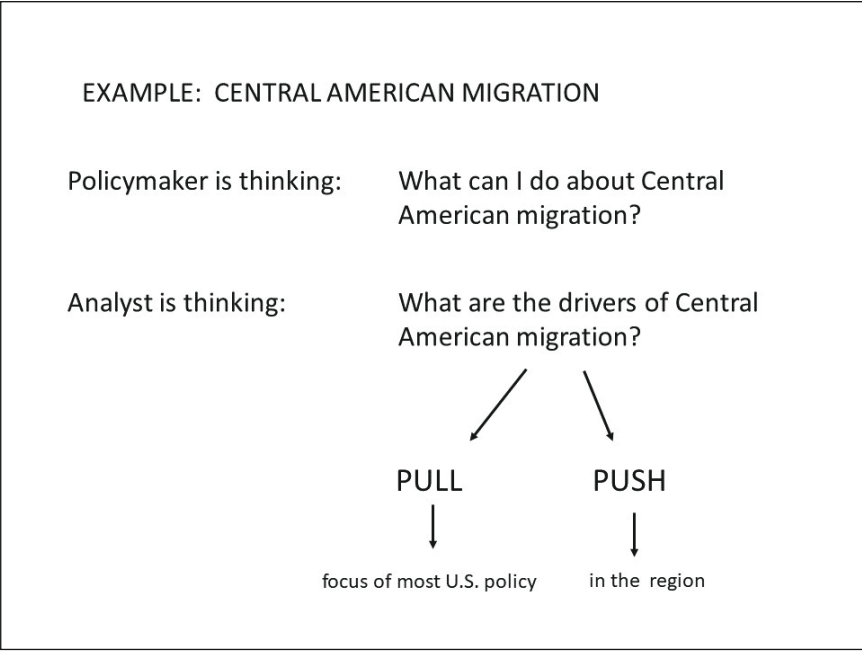 EXAMPLE: CENTRAL AMERICAN MIGRATION
Policymaker is thinking: What can I do about Central
American migration?
Analyst is thinking: What are the drivers of Central
American migration?
PULL PUSH
focus of most U.S. policy in the region